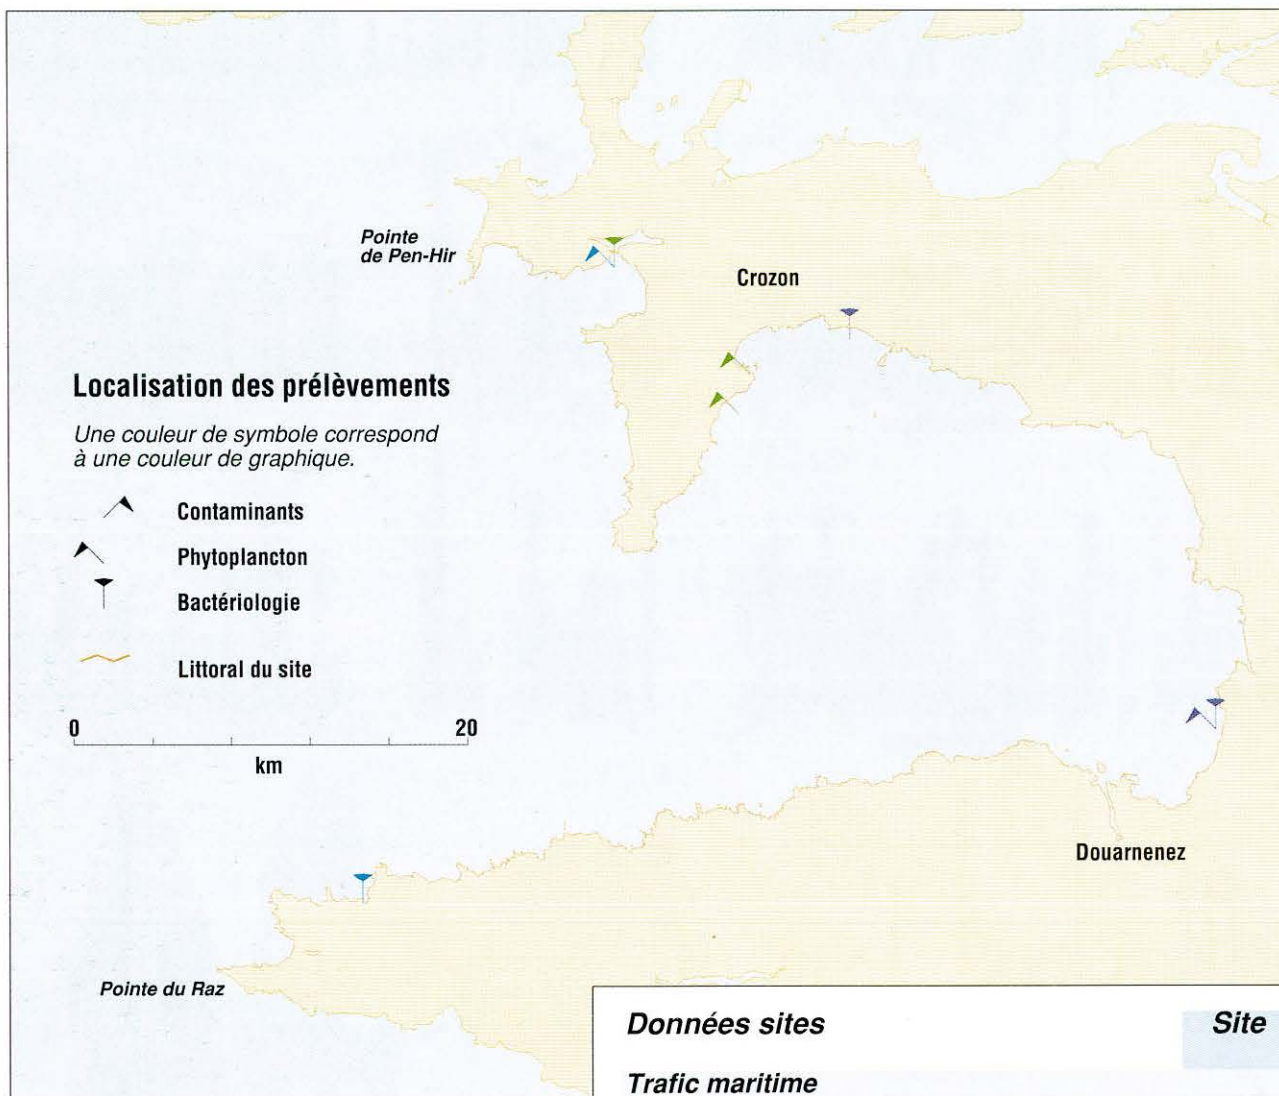 Pointe
de Pen-Hir
Crozon
Localisation des prélèvements
Une couleur de symbole correspond
à une couleur de graphique.
Contaminants
Phytoplancton
Bactériologie
Littoral du site
0 20
km
Douarnenez
Pointe du Raz
Données sites Site
Trafic maritime